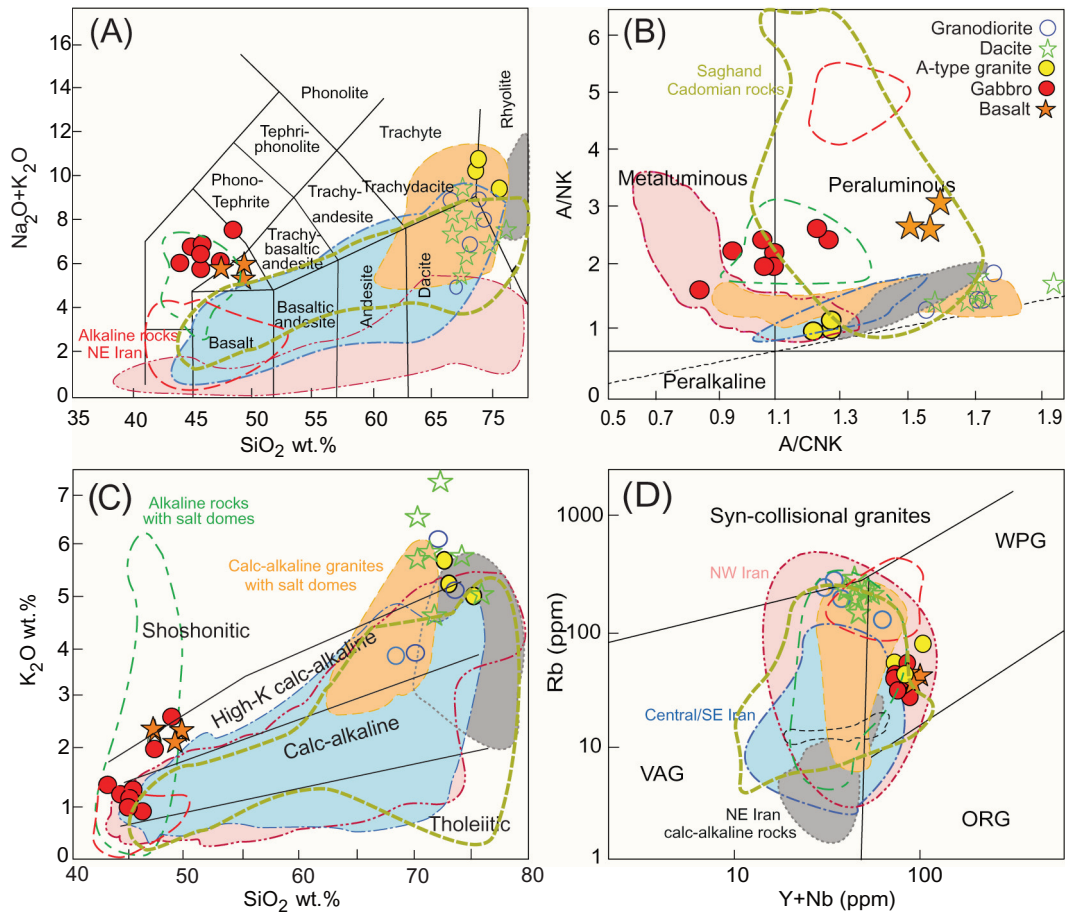 (A)
Na2O+K2O
16
14
12
10
8
6
4
2
0
35
40
45
50
55
60
65
75
SiO2 wt.%
Phonolite
Tephri-
phonolite
Trachyte
Rhyolite
Phono-
Tephrite
Trachy-
andesite
Trachydacite
Trachy-
basaltic
andesite
Basalt
Basaltic
andesite
Andesite
Dacite
Alkaline rocks
NE Iran
(B)
A/NK
6
5
4
3
2
1
0
0.5
0.7
0.9
1.1
1.3
1.5
1.7
1.9
A/CNK
Granodiorite
Dacite
A-type granite
Gabbro
Basalt
Saghand
Cadomian rocks
Metaluminous
Peraluminous
Peralkaline
(C)
K2O wt.%
7
6
5
4
3
2
1
0
40
50
60
70
80
SiO2 wt.%
Alkaline rocks
with salt domes
Calc-alkaline granites
with salt domes
Shoshonitic
High-K calc-alkaline
Calc-alkaline
Tholeiitic
(D)
Rb (ppm)
1000
100
10
1
10
100
Y+Nb (ppm)
Syn-collisional granites
WPG
NW Iran
Central/SE Iran
VAG
NE Iran
calc-alkaline rocks
ORG